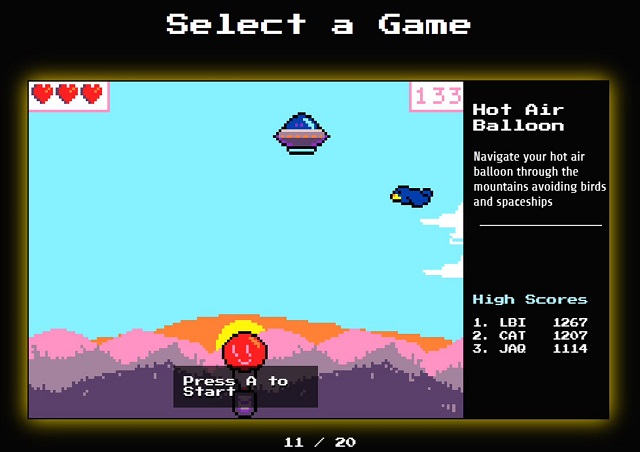 Select a Game
133
Hot Air
Balloon
Navigate your hot air
balloon through the
mountains avoiding birds
and spaceships
High Scores
1. LBI 1267
2. CAT 1207
3. JAQ 1114
Press A to
Start
11 / 20